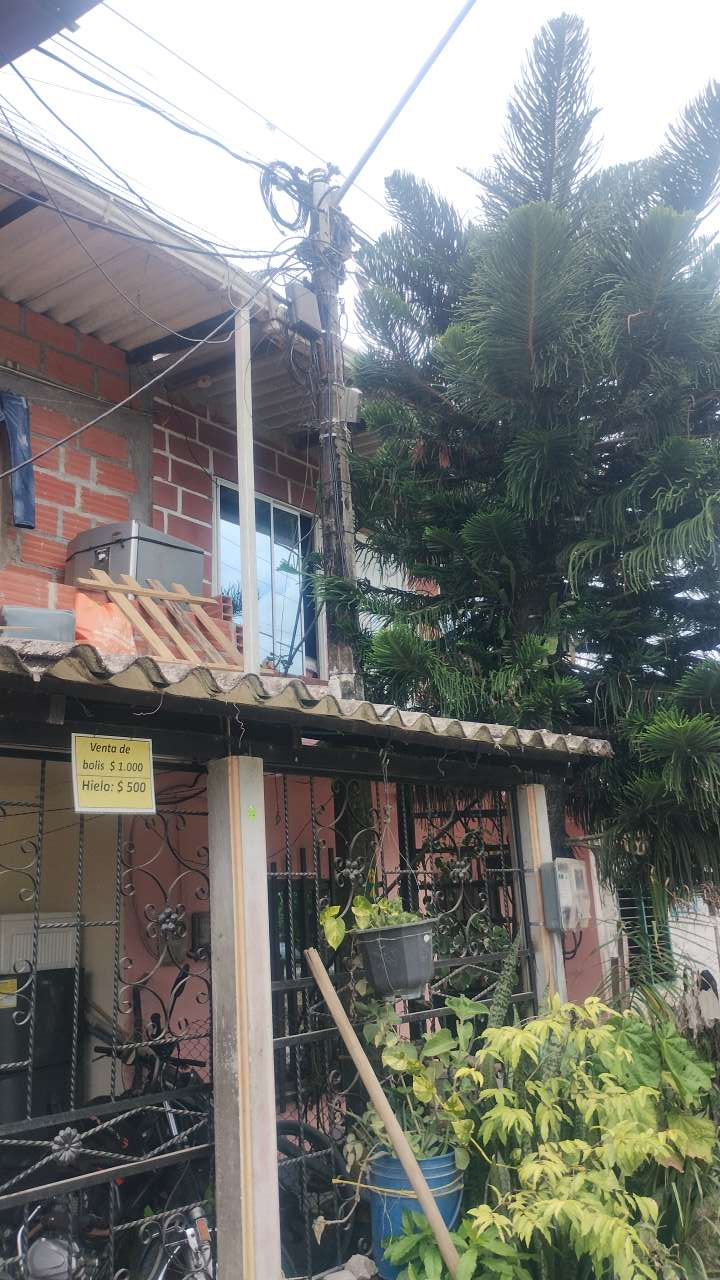 Venta de
bolis $ 1.000
Hielo: $ 500